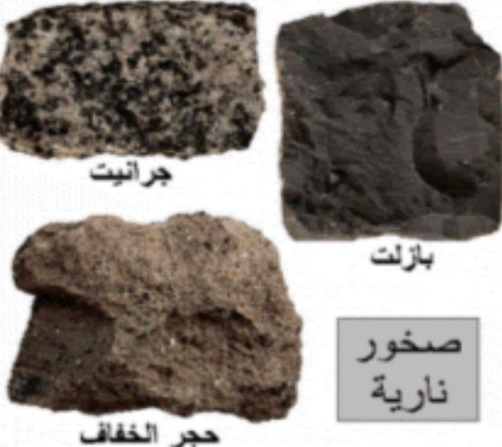 جرانيت
بازلت
حجر الخفاف
صخور
نارية